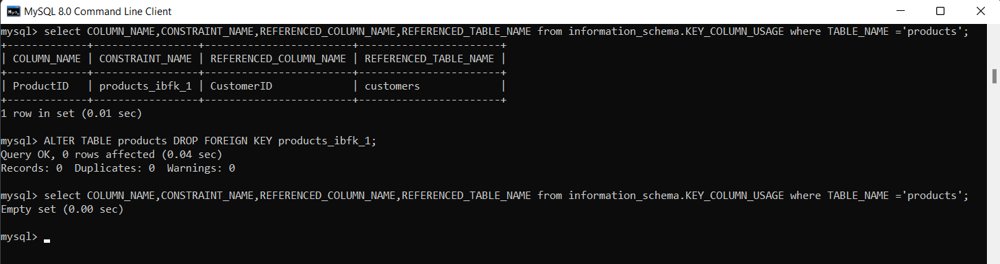 MySQL 8.0 Command Line Client
mysql> select COLUMN_NAME,CONSTRAINT_NAME,REFERENCED_COLUMN_NAME,REFERENCED_TABLE_NAME from information_schema.KEY_COLUMN_USAGE where TABLE_NAME ='products';
+-------------+-----------------+------------------------+-----------------------+
| COLUMN_NAME | CONSTRAINT_NAME | REFERENCED_COLUMN_NAME | REFERENCED_TABLE_NAME |
+-------------+-----------------+------------------------+-----------------------+
| ProductID   | products_ibfk_1 | CustomerID             | customers             |
+-------------+-----------------+------------------------+-----------------------+
1 row in set (0.01 sec)
mysql> ALTER TABLE products DROP FOREIGN KEY products_ibfk_1;
Query OK, 0 rows affected (0.04 sec)
Records: 0  Duplicates: 0  Warnings: 0
mysql> select COLUMN_NAME,CONSTRAINT_NAME,REFERENCED_COLUMN_NAME,REFERENCED_TABLE_NAME from information_schema.KEY_COLUMN_USAGE where TABLE_NAME ='products';
Empty set (0.00 sec)
mysql>